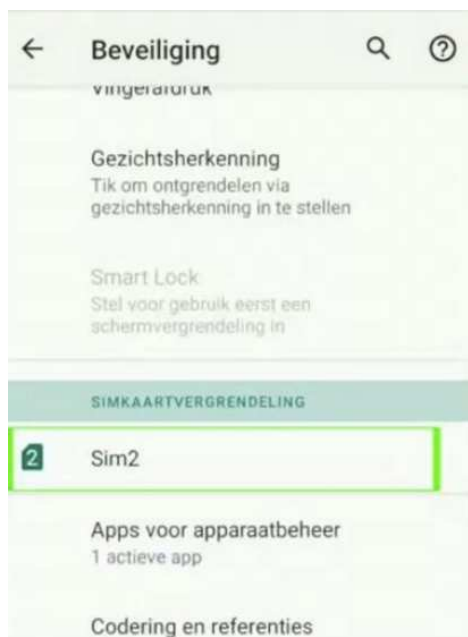 Beveiliging
Vingerafdruk
Gezichtsherkenning
Tik om ontgrendelen via
gezichtsherkenning in te stellen
Smart Lock
Stel voor gebruik eerst een
schermvergrendeling in
SIMKAARTVERGRENDELING
2 Sim2
Apps voor apparaatbeheer
1 actieve app
Codering en referenties